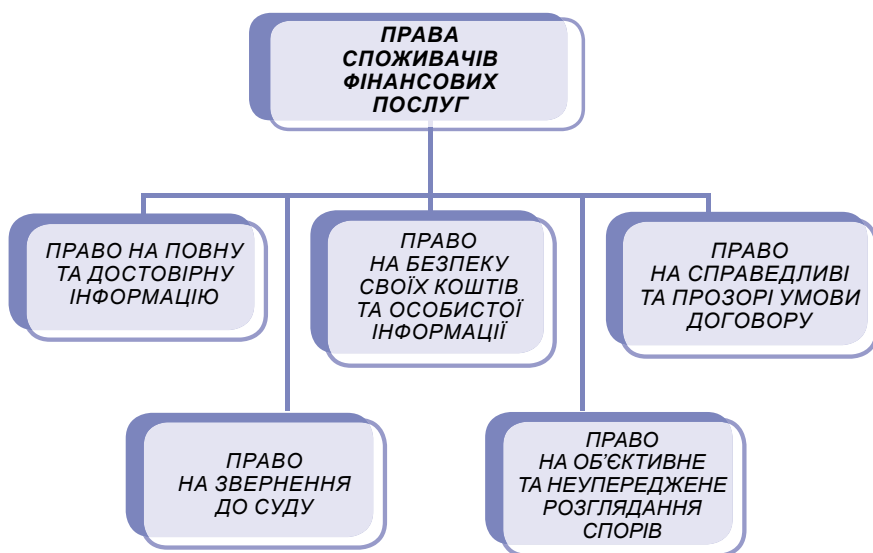 ПРАВА
СПОЖИВАЧІВ
ФІНАНСОВИХ
ПОСЛУГ
ПРАВО НА ПОВНУ
ТА ДОСТОВІРНУ
ІНФОРМАЦІЮ
ПРАВО
НА БЕЗПЕКУ
СВОЇХ КОШТІВ
ТА ОСОБИСТОЇ
ІНФОРМАЦІЇ
ПРАВО
НА СПРАВЕДЛИВІ
ТА ПРОЗОРІ УМОВИ
ДОГОВОРУ
ПРАВО
НА ЗВЕРНЕННЯ
ДО СУДУ
ПРАВО
НА ОБ’ЄКТИВНЕ
ТА НЕУПЕРЕДЖЕНЕ
РОЗГЛЯДАННЯ
СПОРІВ